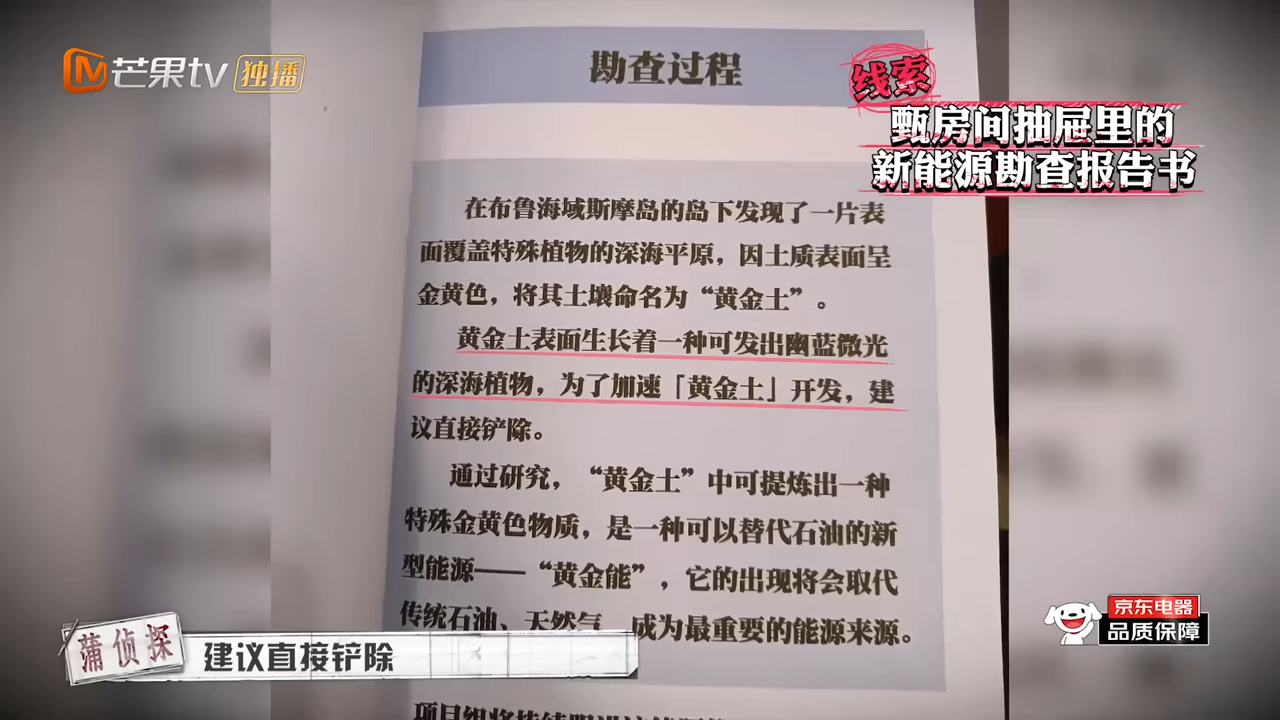 芒果tv 独播
勘查过程
线索
甄房间抽屉里的
新能源勘查报告书
在布鲁海域斯摩岛的岛下发现了一片表
面覆盖特殊植物的深海平原，因土质表面呈
金黄色，将其土壤命名为“黄金土”。
黄金土表面生长着一种可发出幽蓝微光
的深海植物，为了加速「黄金土」开发，建
议直接铲除。
通过研究，“黄金土”中可提炼出一种
特殊金黄色物质，是一种可以替代石油的新
型能源——“黄金能”，它的出现将会取代
传统石油、天然气，成为最重要的能源来源。
京东电器
品质保障
蒲侦探
建议直接铲除